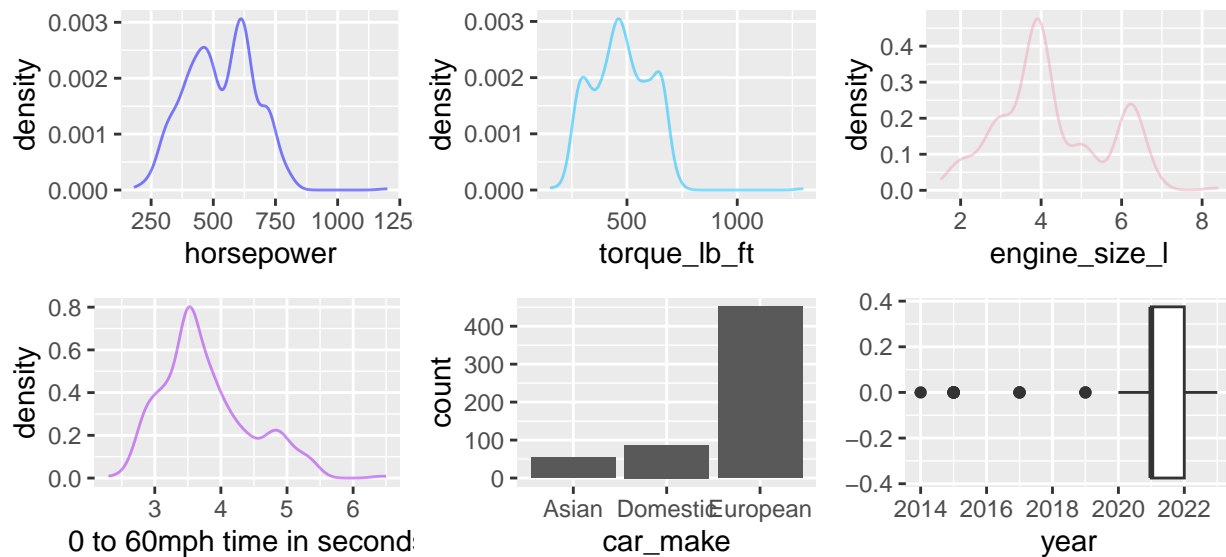 0.003
0.002
0.001
0.000
density
250 500 750 1000 125
horsepower
0.003
0.002
0.001
0.000
density
500 1000
torque_lb_ft
0.4
0.3
0.2
0.1
0.0
density
2 4 6 8
engine_size_l
0.8
0.6
0.4
0.2
0.0
density
3 4 5 6
0 to 60mph time in seconds
400
300
200
100
0
count
Asian Domestic European
car_make
0.4
0.2
0.0
−0.2
−0.4
2014 2016 2018 2020 2022
year